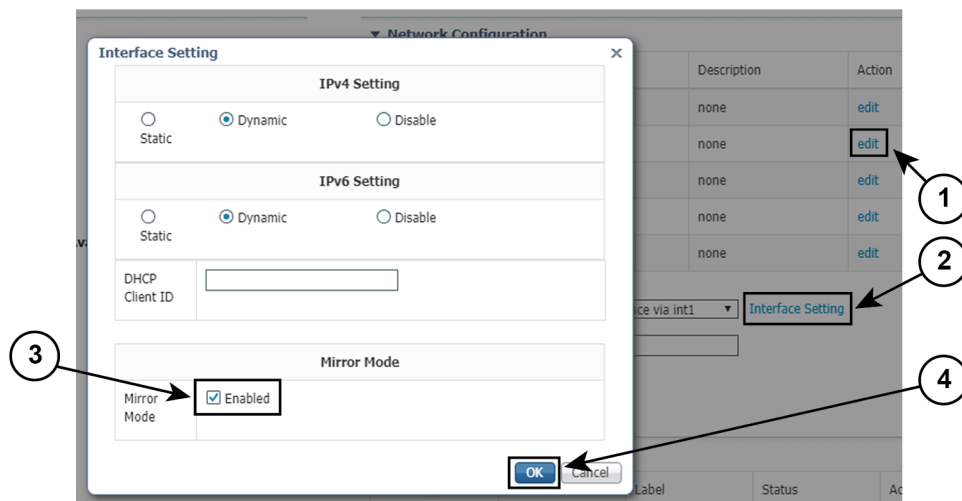 ▼ Network Configuration
Interface Setting ×
IPv4 Setting
Static
Dynamic
Disable
IPv6 Setting
Static
Dynamic
Disable
DHCP
Client ID
Mirror Mode
Mirror
Mode
Enabled
OK
Cancel
Description Action
none edit
none edit
none edit
none edit
none edit
via int1 ▼ Interface Setting
Label Status
1
2
3
4